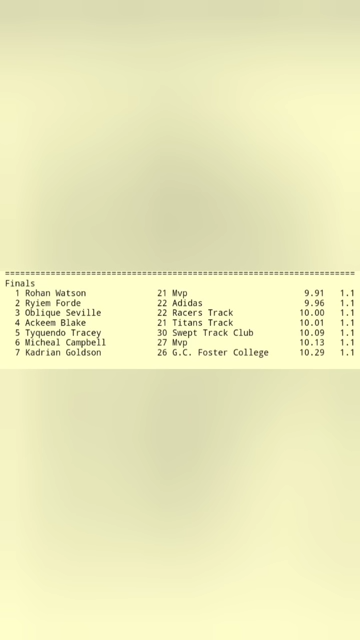 ======================================================================
Finals
1 Rohan Watson 21 Mvp 9.91 1.1
2 Ryiem Forde 22 Adidas 9.96 1.1
3 Oblique Seville 22 Racers Track 10.00 1.1
4 Ackeem Blake 21 Titans Track 10.01 1.1
5 Tyquendo Tracey 30 Swept Track Club 10.09 1.1
6 Micheal Campbell 27 Mvp 10.13 1.1
7 Kadrian Goldson 26 G.C. Foster College 10.29 1.1